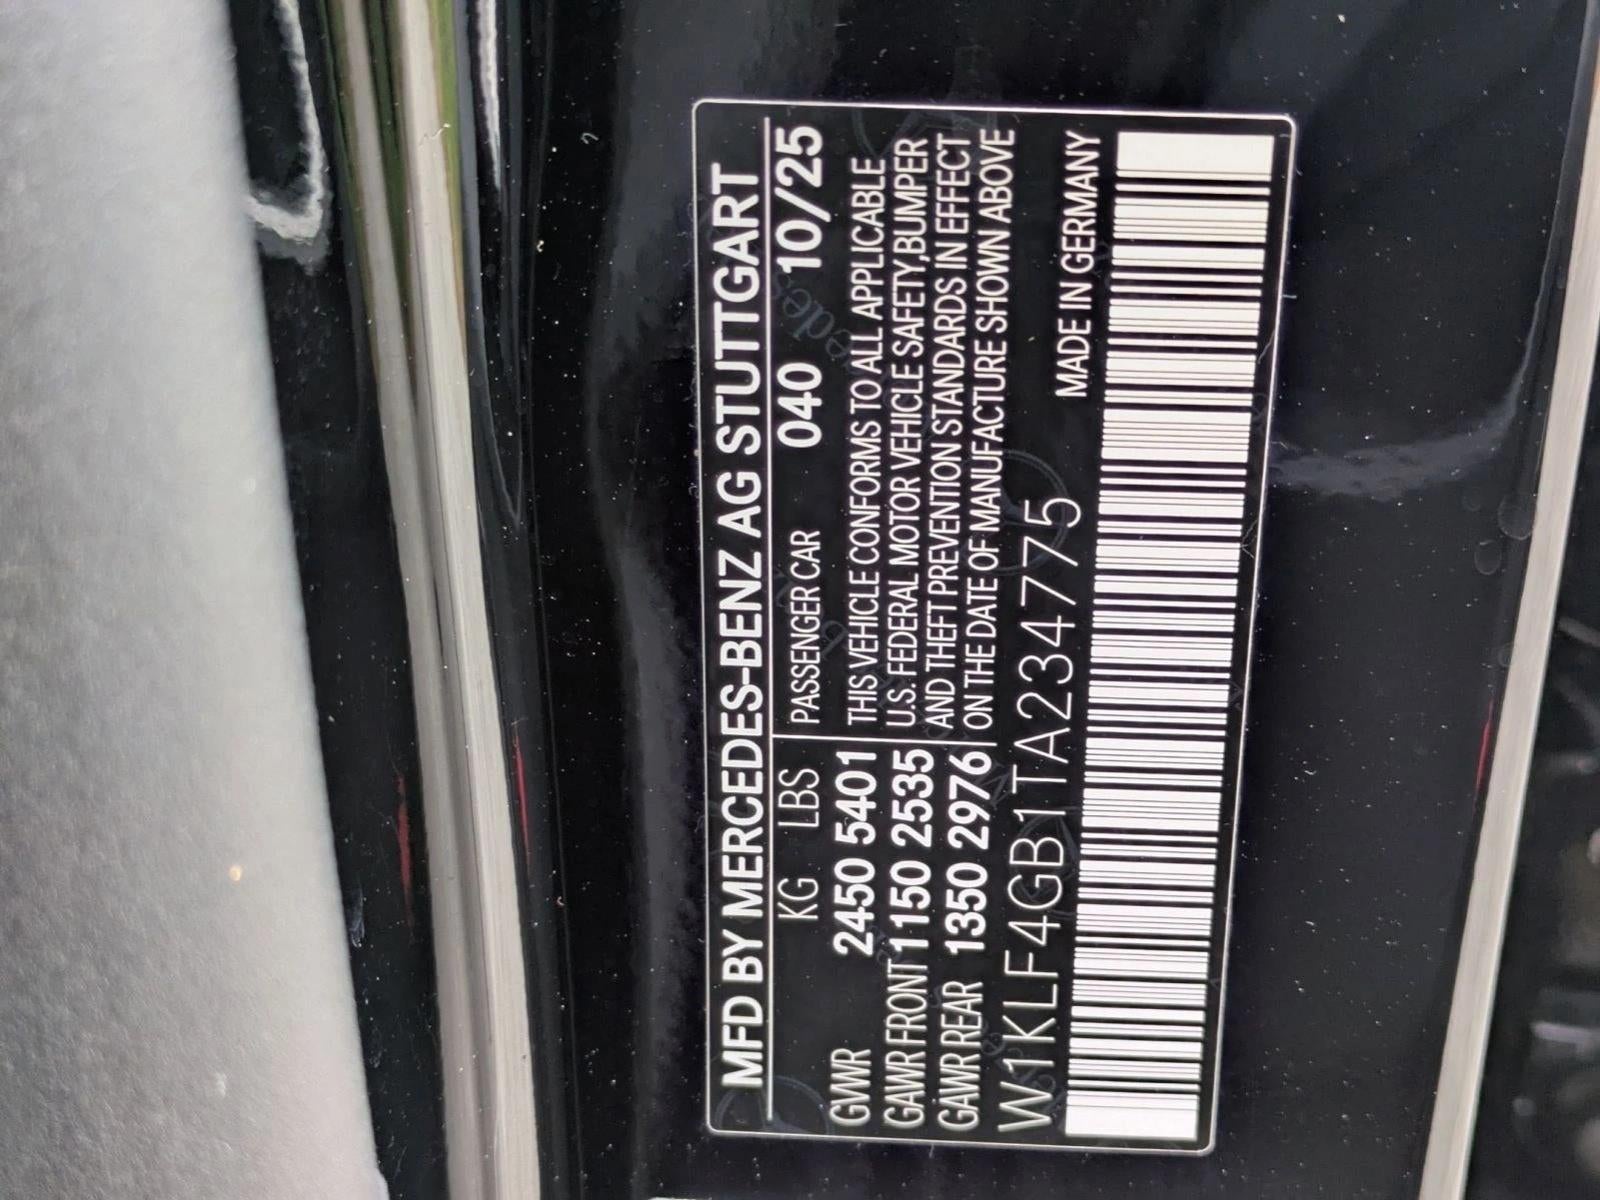 MFD BY MERCEDES-BENZ AG STUTTGART
KG LBS PASSENGER CAR 040 10/25
GVWR 2450 5401
GAWR FRONT 1150 2535
GAWR REAR 1350 2976
THIS VEHICLE CONFORMS TO ALL APPLICABLE
U.S. FEDERAL MOTOR VEHICLE SAFETY,BUMPER
AND THEFT PREVENTION STANDARDS IN EFFECT
ON THE DATE OF MANUFACTURE SHOWN ABOVE
W1KLF4GB1TA234775
MADE IN GERMANY